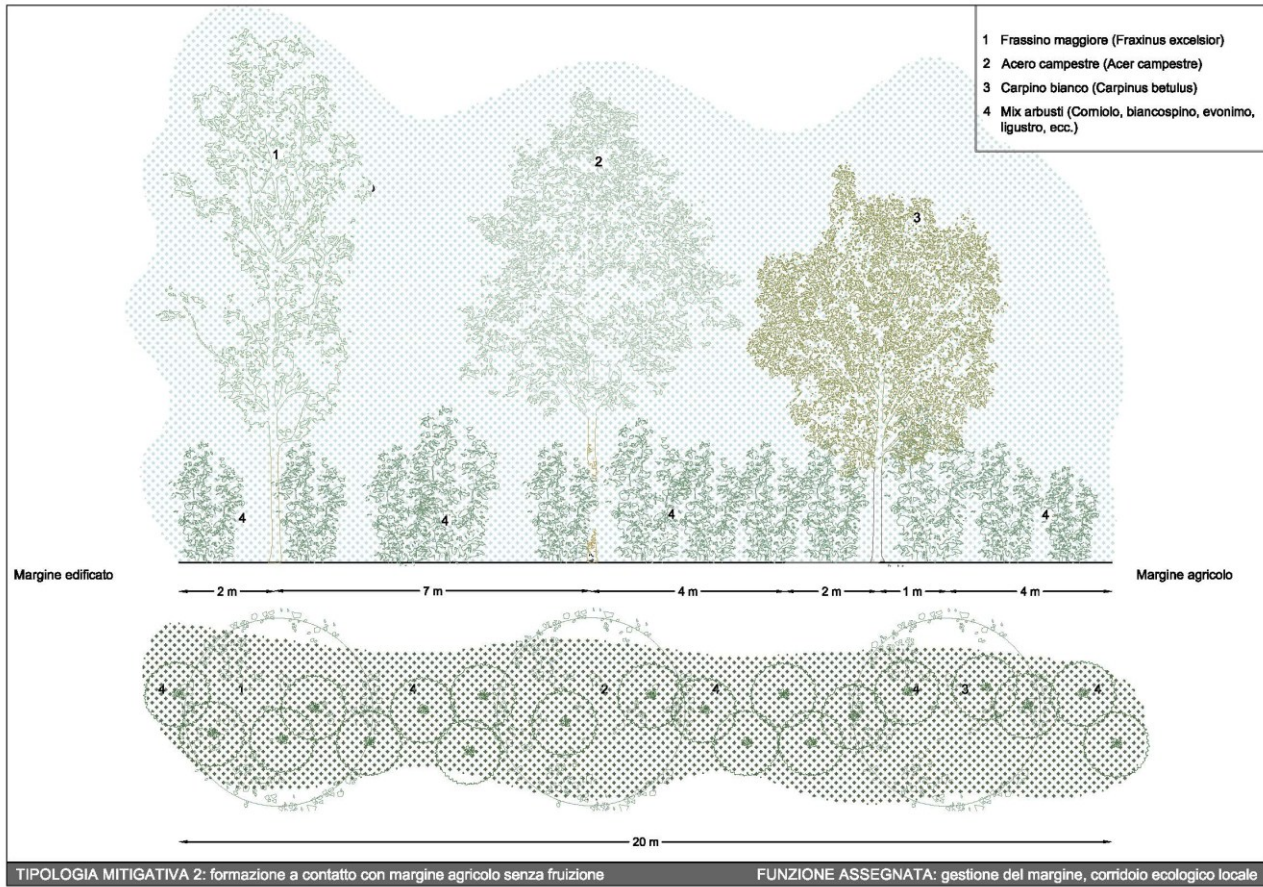 1 Frassino maggiore (Fraxinus excelsior)
2 Acero campestre (Acer campestre)
3 Carpino bianco (Carpinus betulus)
4 Mix arbusti (Corniolo, biancospino, evonimo,
ligustro, ecc.)
1
2
3
4
4
4
4
Margine edificato
Margine agricolo
2 m
7 m
4 m
2 m
1 m
4 m
4
1
4
2
4
4
3
4
20 m
TIPOLOGIA MITIGATIVA 2: formazione a contatto con margine agricolo senza fruizione
FUNZIONE ASSEGNATA: gestione del margine, corridoio ecologico locale